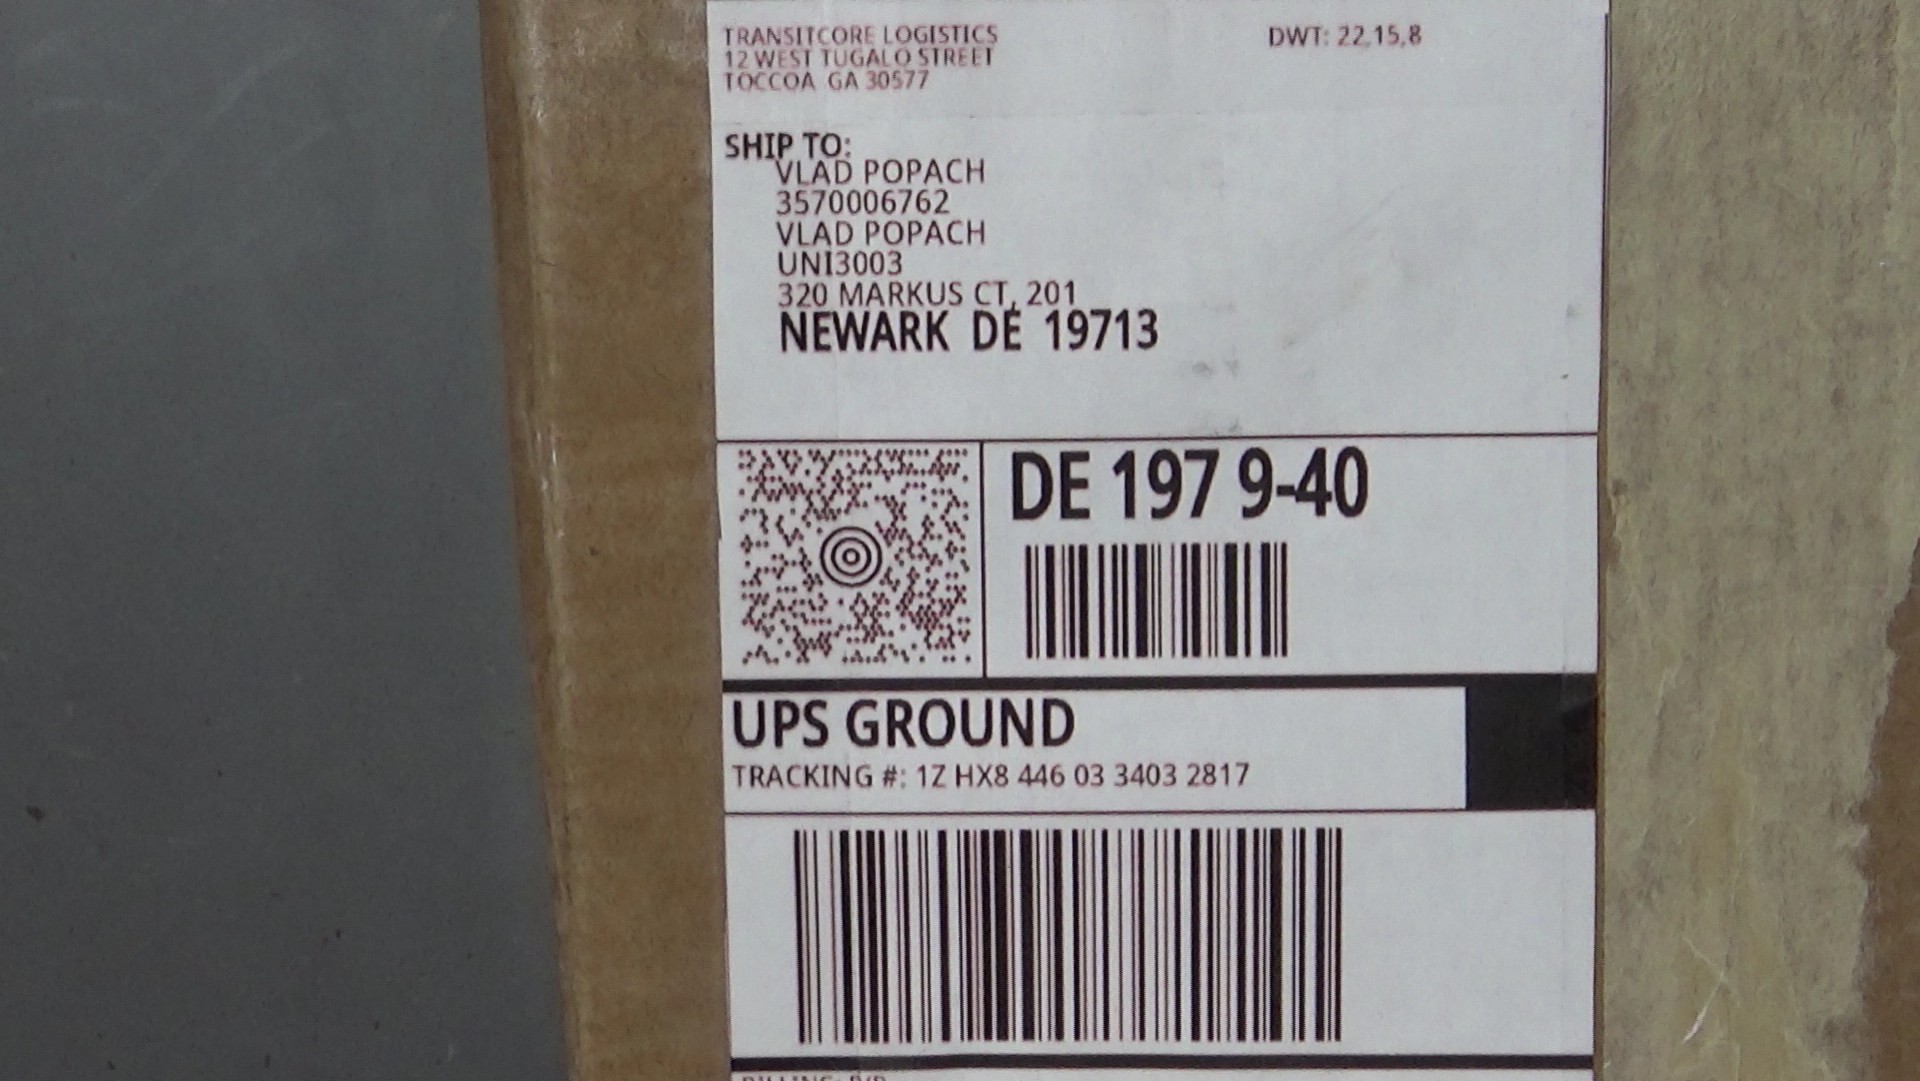 TRANSITCORE LOGISTICS
12 WEST TUGALO STREET
TOCCOA GA 30577
DWT: 22,15,8
SHIP TO:
VLAD POPACH
3570006762
VLAD POPACH
UNI3003
320 MARKUS CT, 201
NEWARK DE 19713
DE 197 9-40
UPS GROUND
TRACKING #: 1Z HX8 446 03 3403 2817
BILLING: P/P